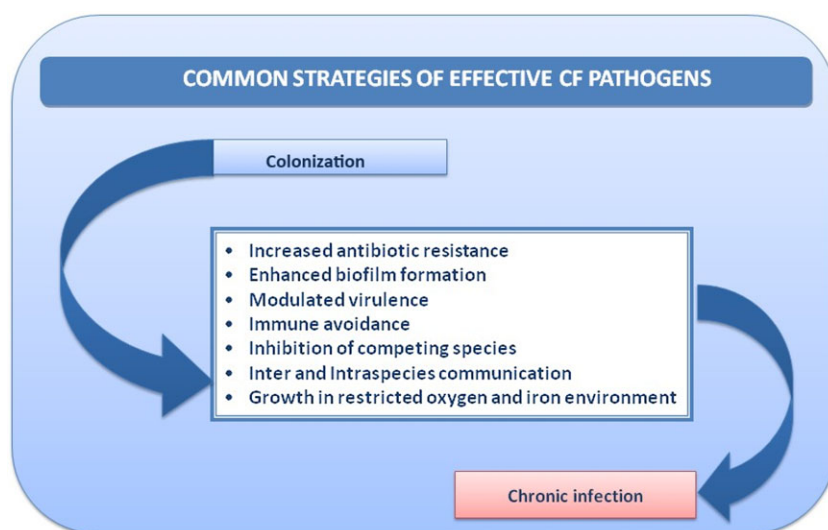 COMMON STRATEGIES OF EFFECTIVE CF PATHOGENS
Colonization
• Increased antibiotic resistance
• Enhanced biofilm formation
• Modulated virulence
• Immune avoidance
• Inhibition of competing species
• Inter and Intraspecies communication
• Growth in restricted oxygen and iron environment
Chronic infection